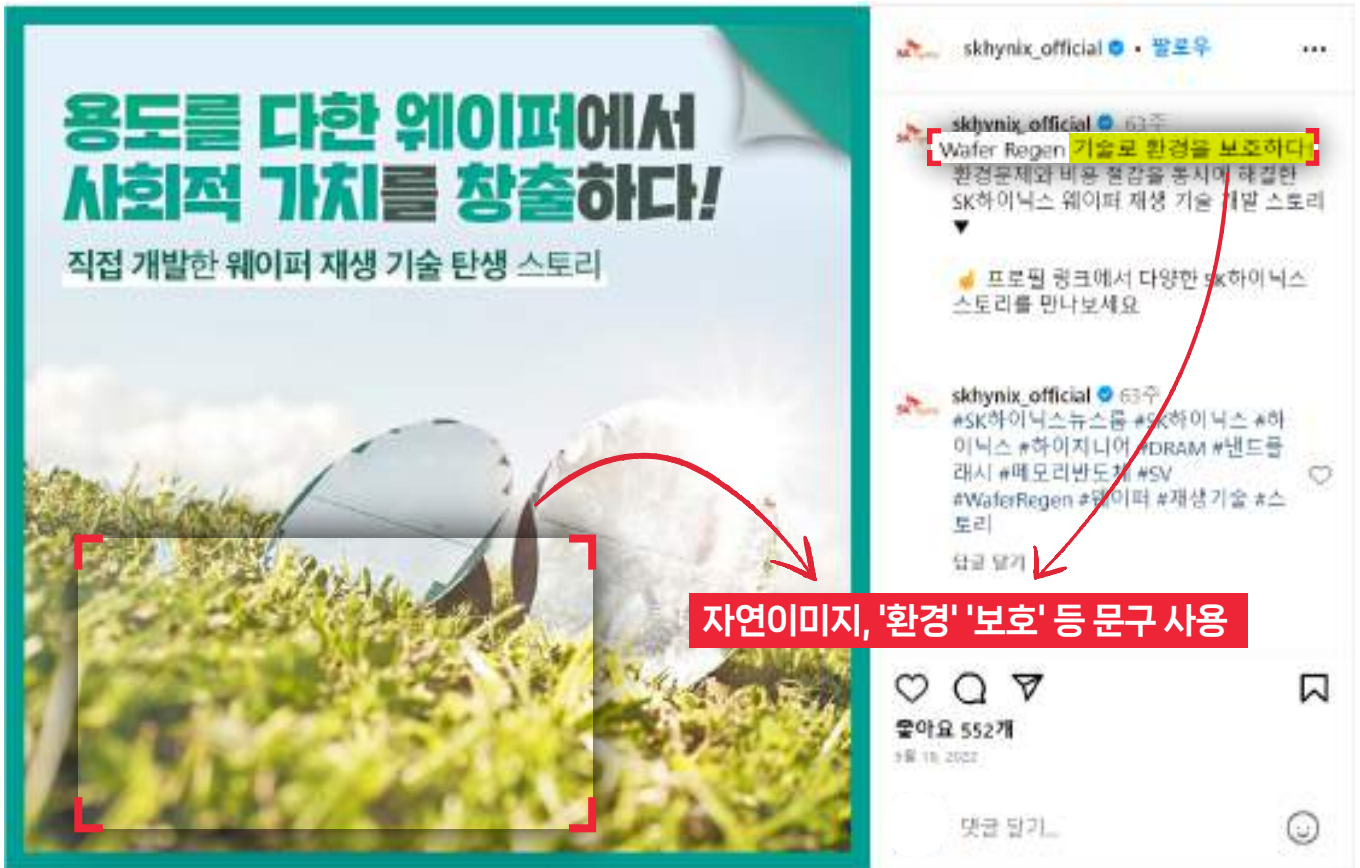 용도를 다한 웨이퍼에서
사회적 가치를 창출하다!
직접 개발한 웨이퍼 재생 기술 탄생 스토리
skhynix_official • 팔로우
skhynix_official 63주
Wafer Regen 기술로 환경을 보호하다
환경문제와 비용 절감을 동시에 해결한
SK하이닉스 웨이퍼 재생 기술 개발 스토리
▼
☝ 프로필 링크에서 다양한 SK하이닉스
스토리를 만나보세요
skhynix_official 63주
#SK하이닉스뉴스룸 #SK하이닉스 #하
이닉스 #하이지니어 #DRAM #낸드플
래시 #메모리반도체 #SV
#WaferRegen #웨이퍼 #재생기술 #스
토리
답글 달기
자연이미지, '환경' '보호' 등 문구 사용
좋아요 552개
2022
댓글 달기...